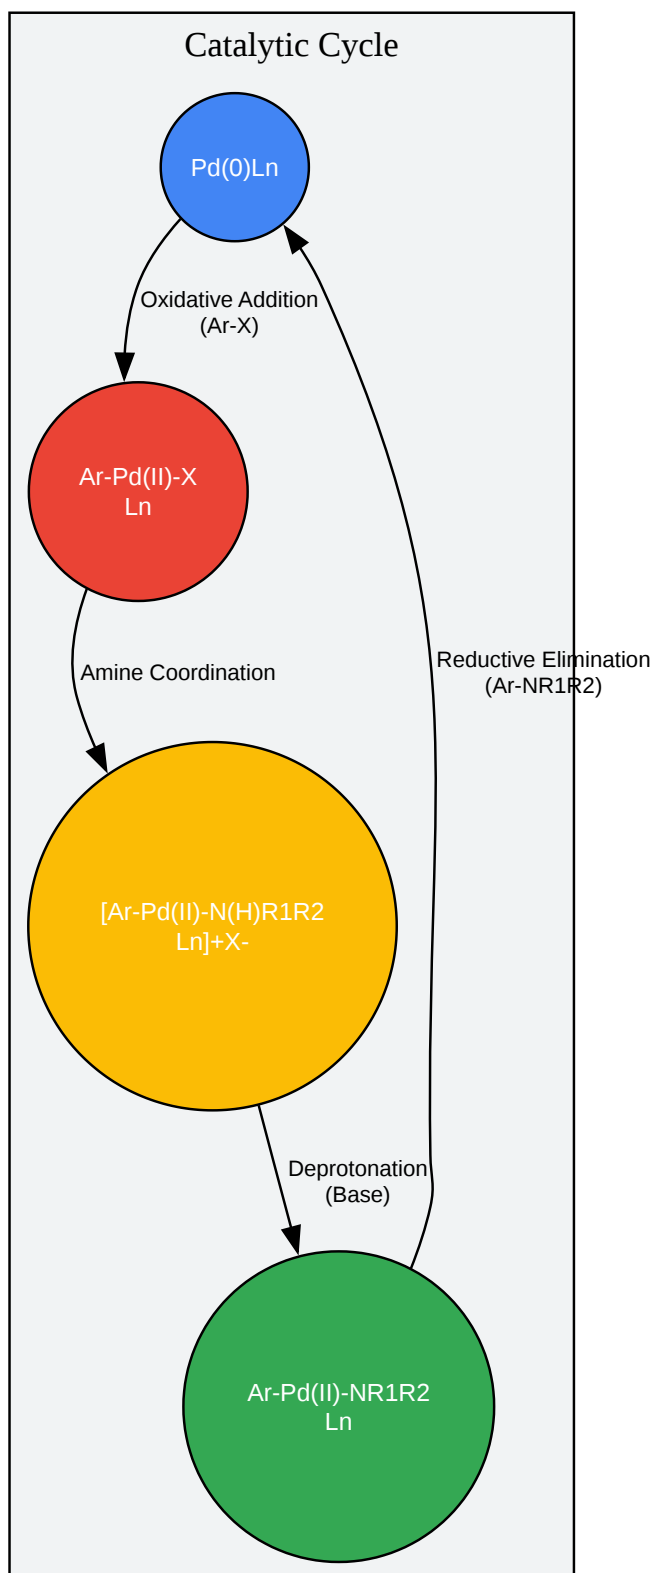 Catalytic Cycle
Pd(0)Ln
Oxidative Addition
(Ar-X)
Ar-Pd(II)-X
Ln
Reductive Elimination
(Ar-NR1R2)
Amine Coordination
[Ar-Pd(II)-N(H)R1R2
Ln]+X-
Deprotonation
(Base)
Ar-Pd(II)-NR1R2
Ln